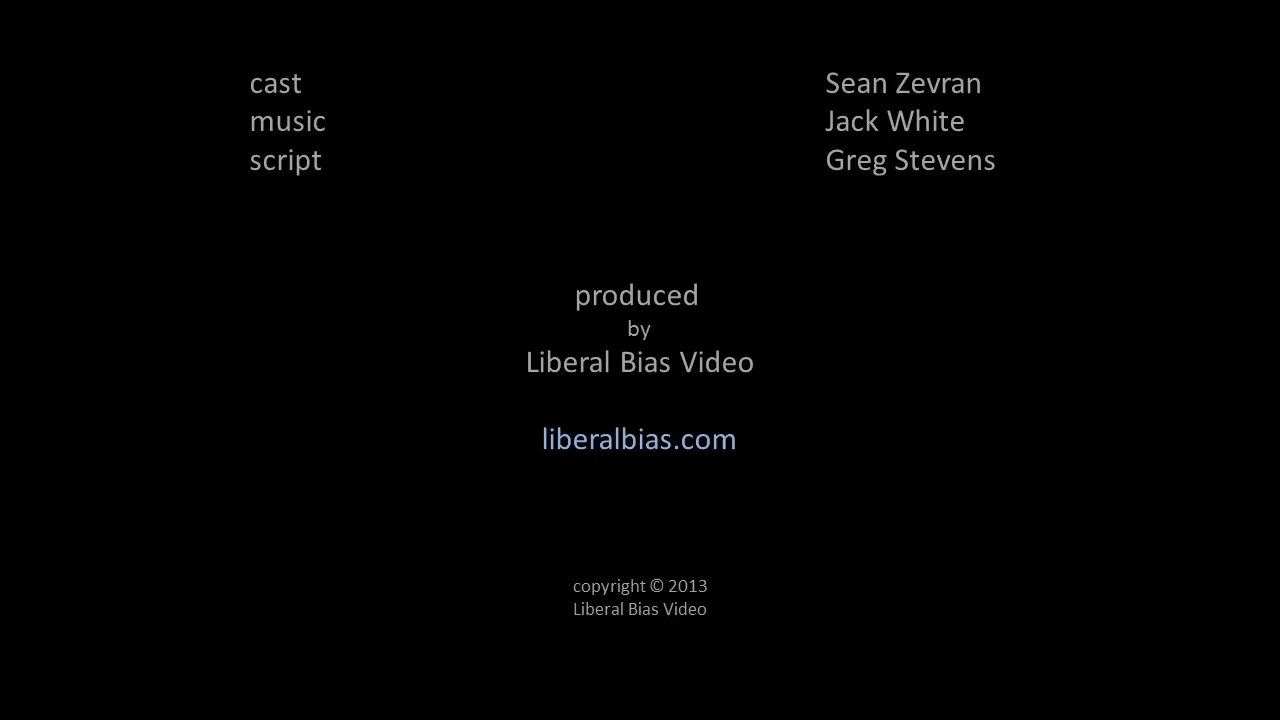 cast Sean Zevran
music Jack White
script Greg Stevens
produced
by
Liberal Bias Video
liberalbias.com
copyright © 2013
Liberal Bias Video